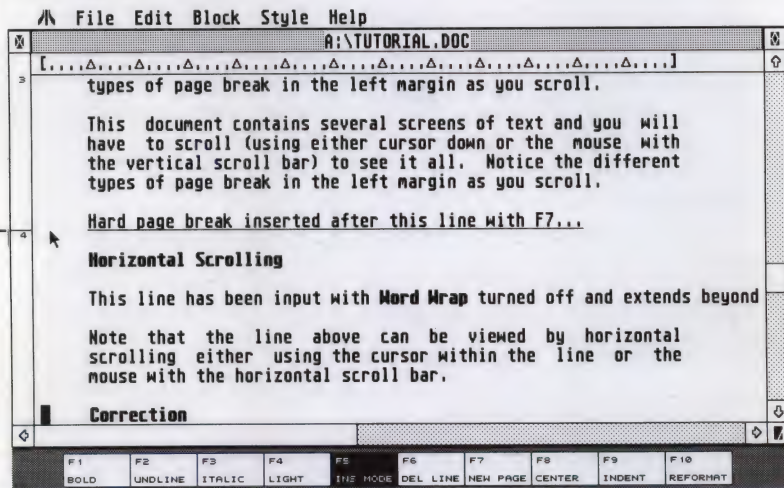 File Edit Block Style Help
A:\TUTORIAL.DOC
[....Δ....Δ....Δ....Δ....Δ....Δ....Δ....Δ....Δ....Δ....Δ....Δ....]
3
types of page break in the left margin as you scroll.
This document contains several screens of text and you will
have to scroll (using either cursor down or the mouse with
the vertical scroll bar) to see it all. Notice the different
types of page break in the left margin as you scroll.
Hard page break inserted after this line with F7...
4
Horizontal Scrolling
This line has been input with Word Wrap turned off and extends beyond
Note that the line above can be viewed by horizontal
scrolling either using the cursor within the line or the
mouse with the horizontal scroll bar.
Correction
F1 F2 F3 F4 F5 F6 F7 F8 F9 F10
BOLD UNDLINE ITALIC LIGHT INS MODE DEL LINE NEW PAGE CENTER INDENT REFORMAT